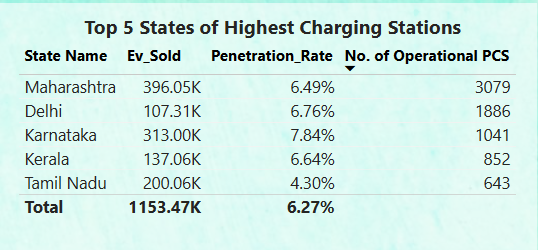 Top 5 States of Highest Charging Stations
State Name Ev_Sold Penetration_Rate No. of Operational PCS
Maharashtra 396.05K 6.49% 3079
Delhi 107.31K 6.76% 1886
Karnataka 313.00K 7.84% 1041
Kerala 137.06K 6.64% 852
Tamil Nadu 200.06K 4.30% 643
Total 1153.47K 6.27%